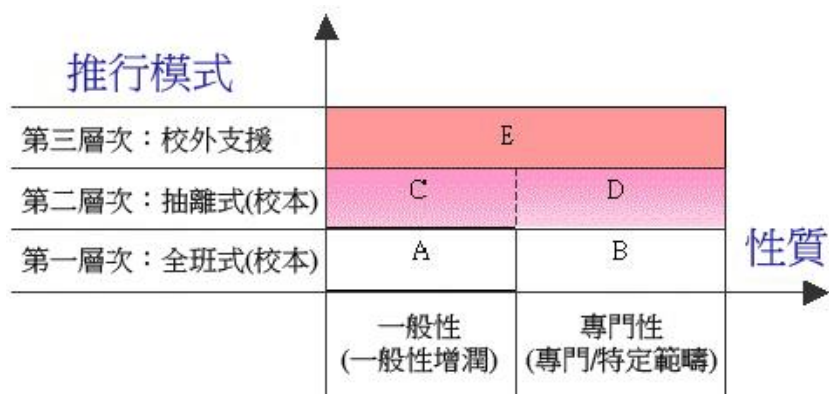 推行模式
第三層次：校外支援
E
第二層次：抽離式(校本)
C
D
第一層次：全班式(校本)
A
B
性質
一般性
(一般性增潤)
專門性
(專門/特定範疇)